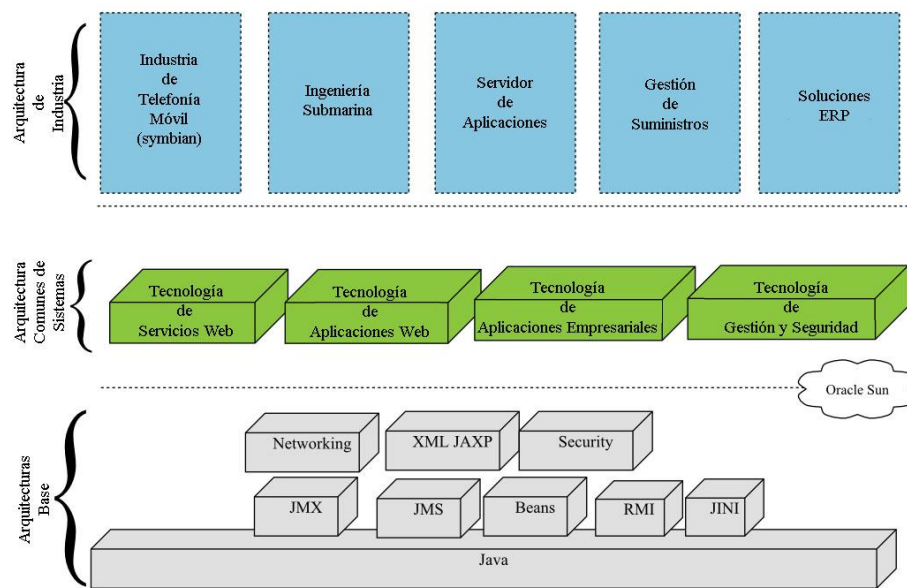 Arquitectura
de
Industria
Industria
de
Telefonía
Móvil
(symbian)
Ingeniería
Submarina
Servidor
de
Aplicaciones
Gestión
de
Suministros
Soluciones
ERP
Arquitectura
Comunes de
Sistemas
Tecnología
de
Servicios Web
Tecnología
de
Aplicaciones Web
Tecnología
de
Aplicaciones Empresariales
Tecnología
de
Gestión y Seguridad
Oracle Sun
Arquitecturas
Base
Networking
XML JAXP
Security
JMX
JMS
Beans
RMI
JINI
Java